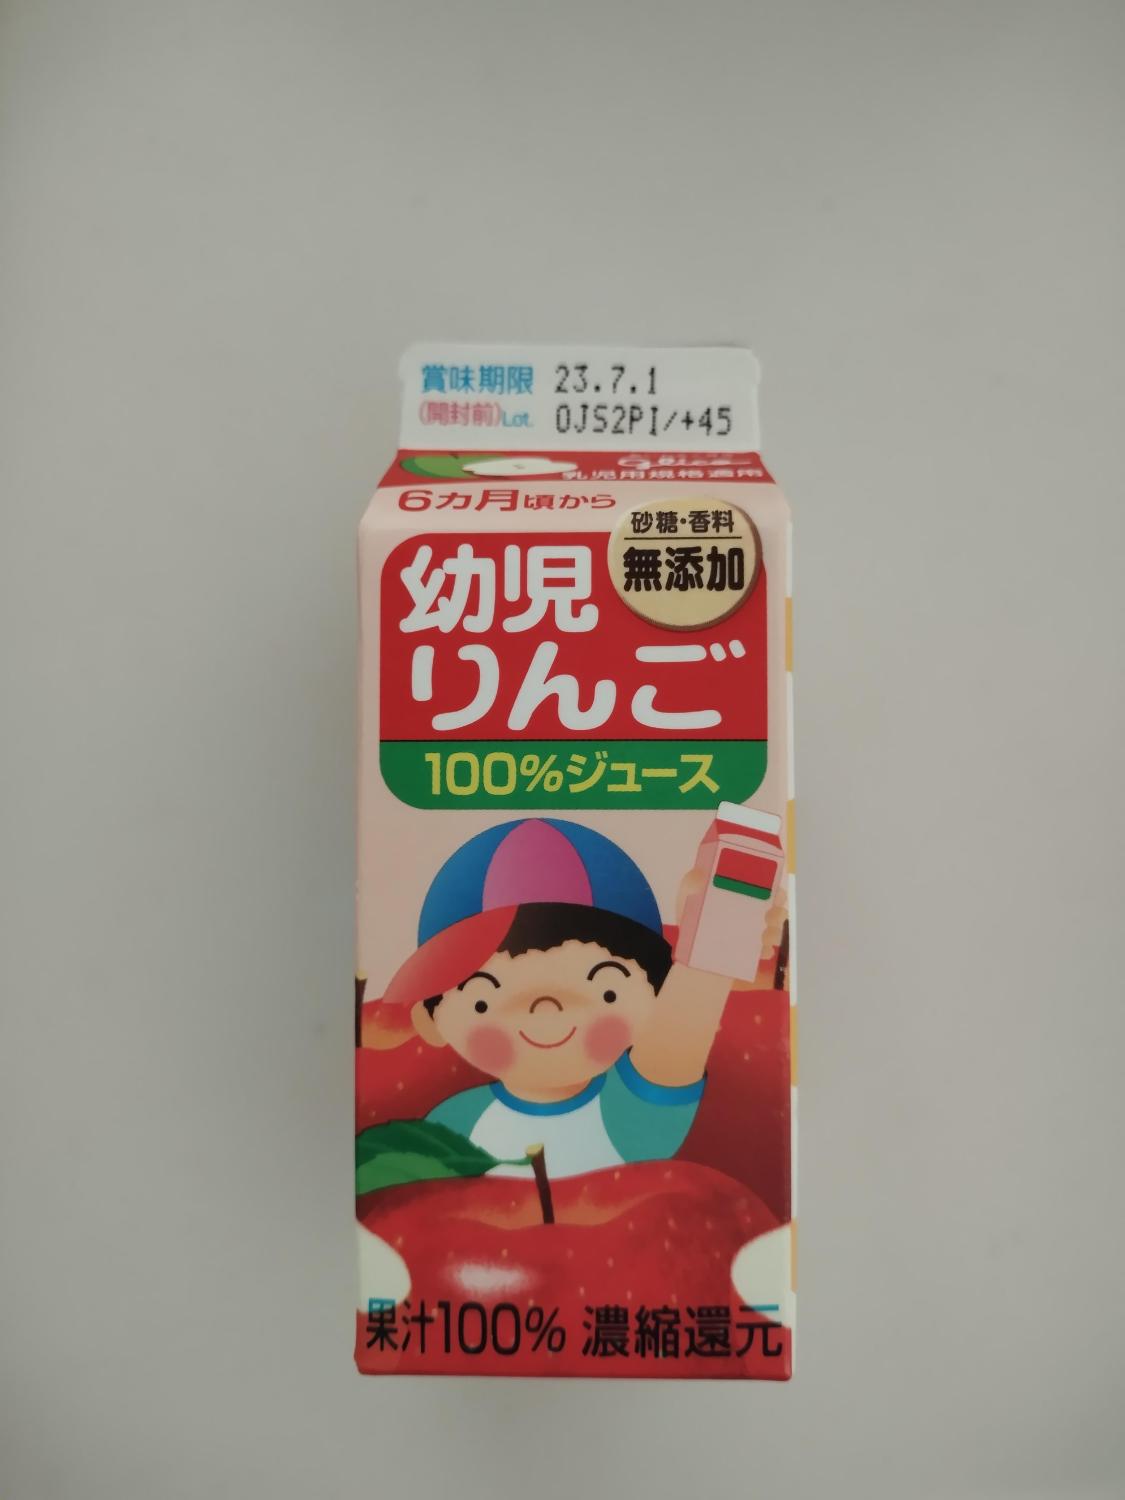 賞味期限 23.7.1
(開封前)Lot. 0JS2PI/+45
Glico
乳児用規格適用
6カ月頃から
砂糖・香料
無添加
幼児
りんご
100%ジュース
果汁100% 濃縮還元